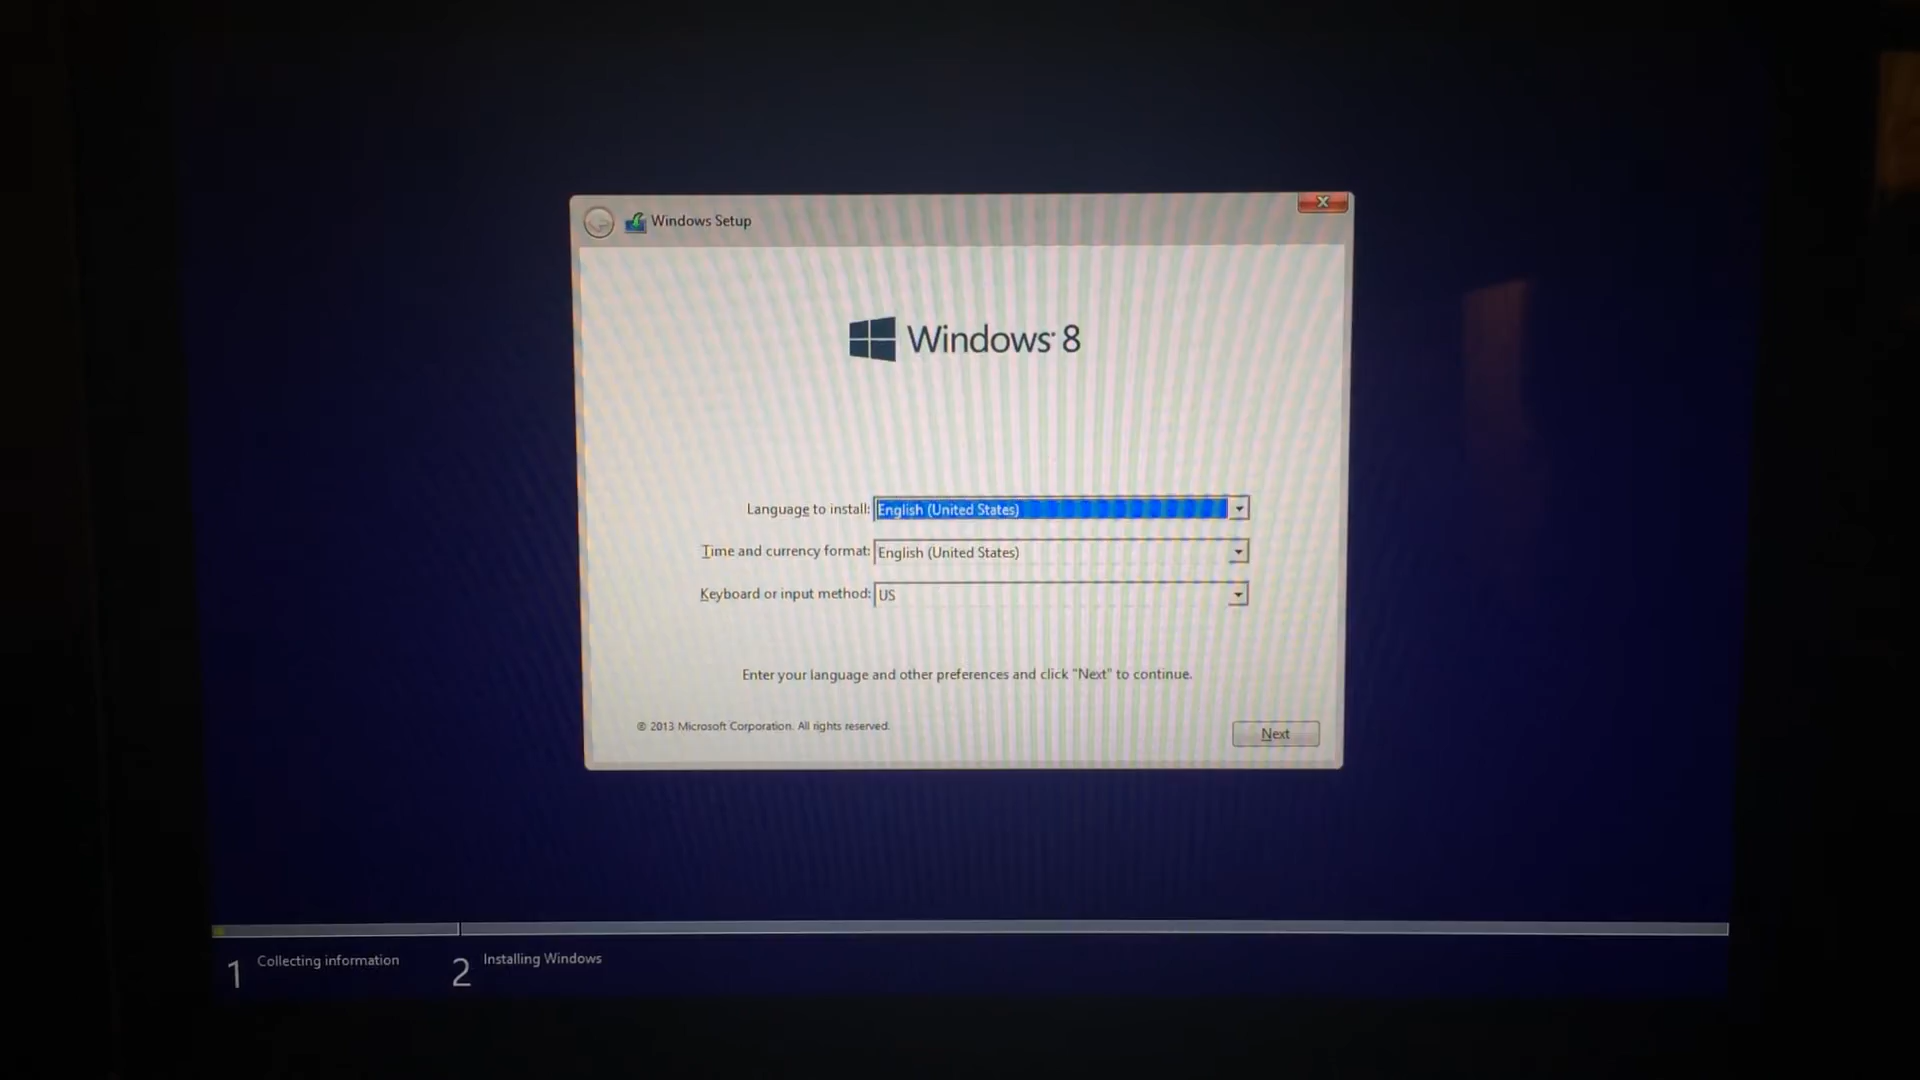 Windows Setup
Windows 8
Language to install: English (United States)
Time and currency format: English (United States)
Keyboard or input method: US
Enter your language and other preferences and click "Next" to continue.
© 2013 Microsoft Corporation. All rights reserved.
Next
1 Collecting information
2 Installing Windows